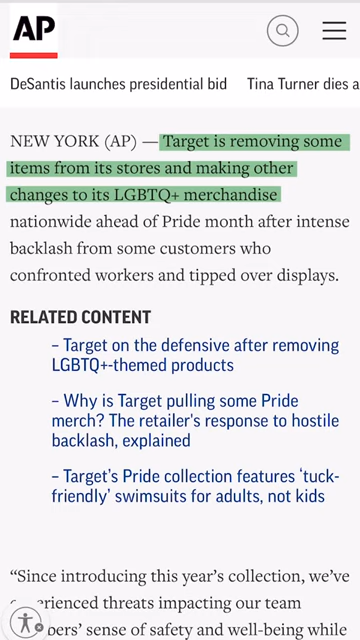 AP
DeSantis launches presidential bid Tina Turner dies a
NEW YORK (AP) — Target is removing some
items from its stores and making other
changes to its LGBTQ+ merchandise
nationwide ahead of Pride month after intense
backlash from some customers who
confronted workers and tipped over displays.
RELATED CONTENT
– Target on the defensive after removing
LGBTQ+-themed products
– Why is Target pulling some Pride
merch? The retailer's response to hostile
backlash, explained
– Target’s Pride collection features ‘tuck-
friendly’ swimsuits for adults, not kids
“Since introducing this year’s collection, we’ve
experienced threats impacting our team
bers’ sense of safety and well-being while